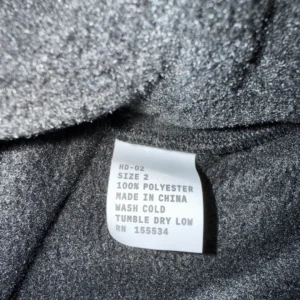 HD-02
SIZE 2
100% POLYESTER
MADE IN CHINA
WASH COLD
TUMBLE DRY LOW
RN 155534